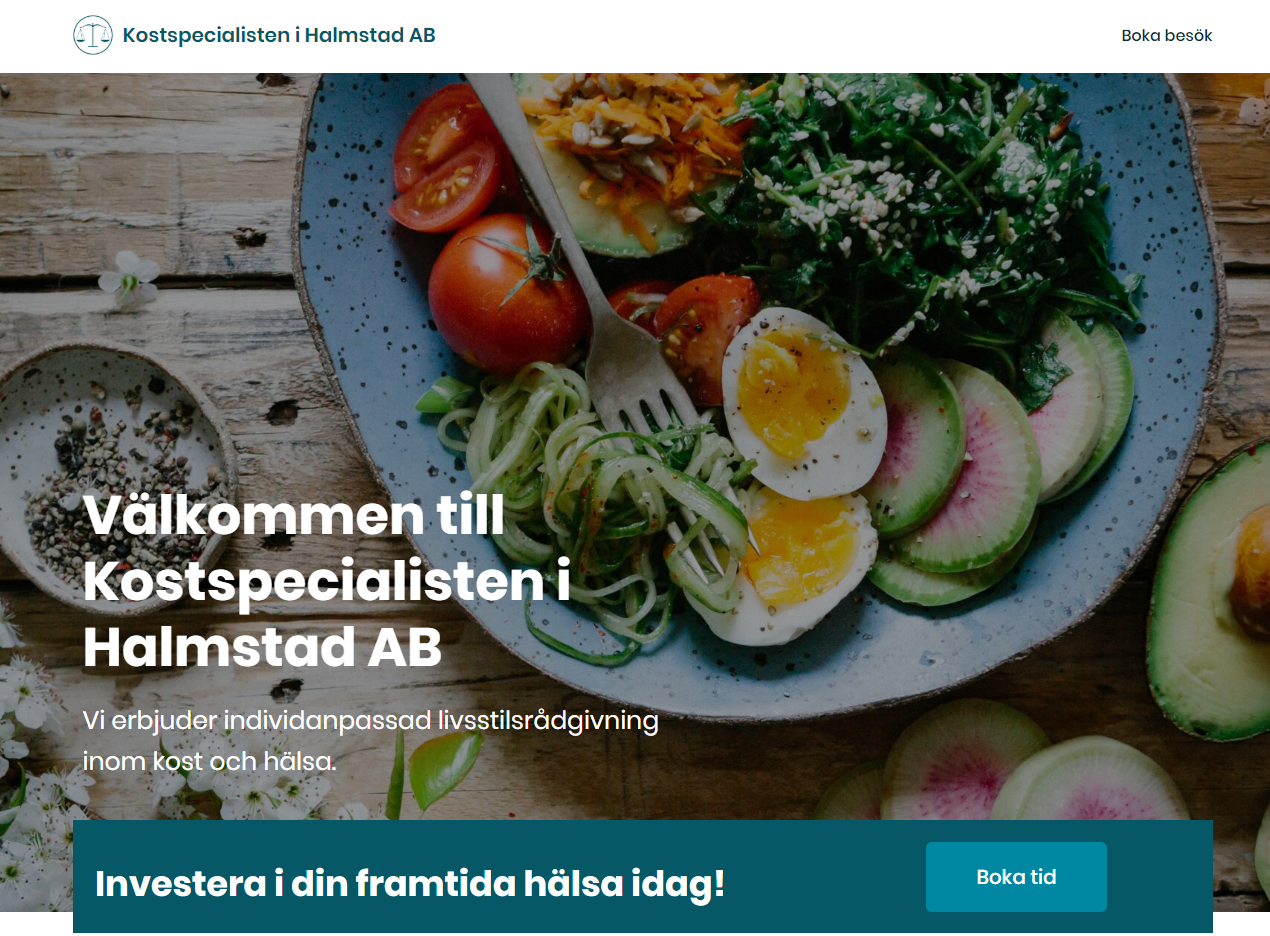 Kostspecialisten i Halmstad AB
Boka besök
Välkommen till
Kostspecialisten i
Halmstad AB
Vi erbjuder individanpassad livsstilsrådgivning
inom kost och hälsa.
Investera i din framtida hälsa idag!
Boka tid